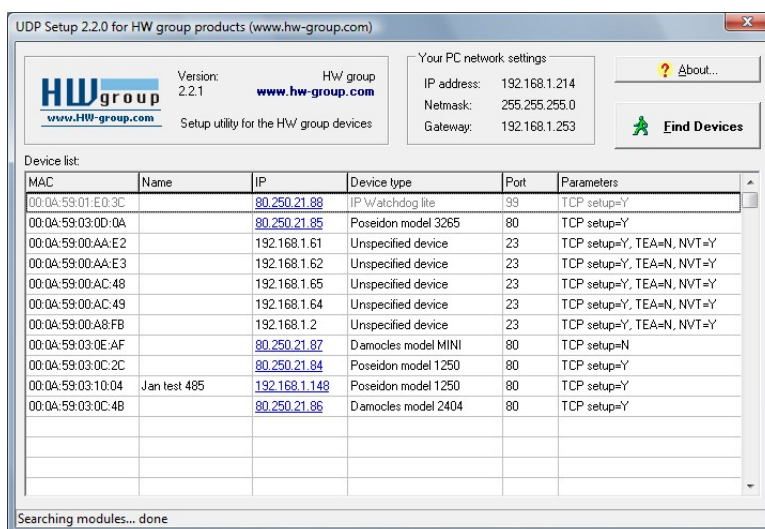 UDP Setup 2.2.0 for HW group products (www.hw-group.com)
HW group
www.HW-group.com
Version:
2.2.1
HW group
www.hw-group.com
Setup utility for the HW group devices
Your PC network settings
IP address: 192.168.1.214
Netmask: 255.255.255.0
Gateway: 192.168.1.253
? About...
Find Devices
Device list:
MAC Name IP Device type Port Parameters
00:0A:59:01:E0:3C 80.250.21.88 IP Watchdog lite 99 TCP setup=Y
00:0A:59:03:0D:0A 80.250.21.85 Poseidon model 3265 80 TCP setup=Y
00:0A:59:00:AA:E2 192.168.1.61 Unspecified device 23 TCP setup=Y, TEA=N, NVT=Y
00:0A:59:00:AA:E3 192.168.1.62 Unspecified device 23 TCP setup=Y, TEA=N, NVT=Y
00:0A:59:00:AC:48 192.168.1.65 Unspecified device 23 TCP setup=Y, TEA=N, NVT=Y
00:0A:59:00:AC:49 192.168.1.64 Unspecified device 23 TCP setup=Y, TEA=N, NVT=Y
00:0A:59:00:A8:FB 192.168.1.2 Unspecified device 23 TCP setup=Y, TEA=N, NVT=Y
00:0A:59:03:0E:AF 80.250.21.87 Damocles model MINI 80 TCP setup=N
00:0A:59:03:0C:2C 80.250.21.84 Poseidon model 1250 80 TCP setup=Y
00:0A:59:03:10:04 Jan test 485 192.168.1.148 Poseidon model 1250 80 TCP setup=Y
00:0A:59:03:0C:4B 80.250.21.86 Damocles model 2404 80 TCP setup=Y
Searching modules... done